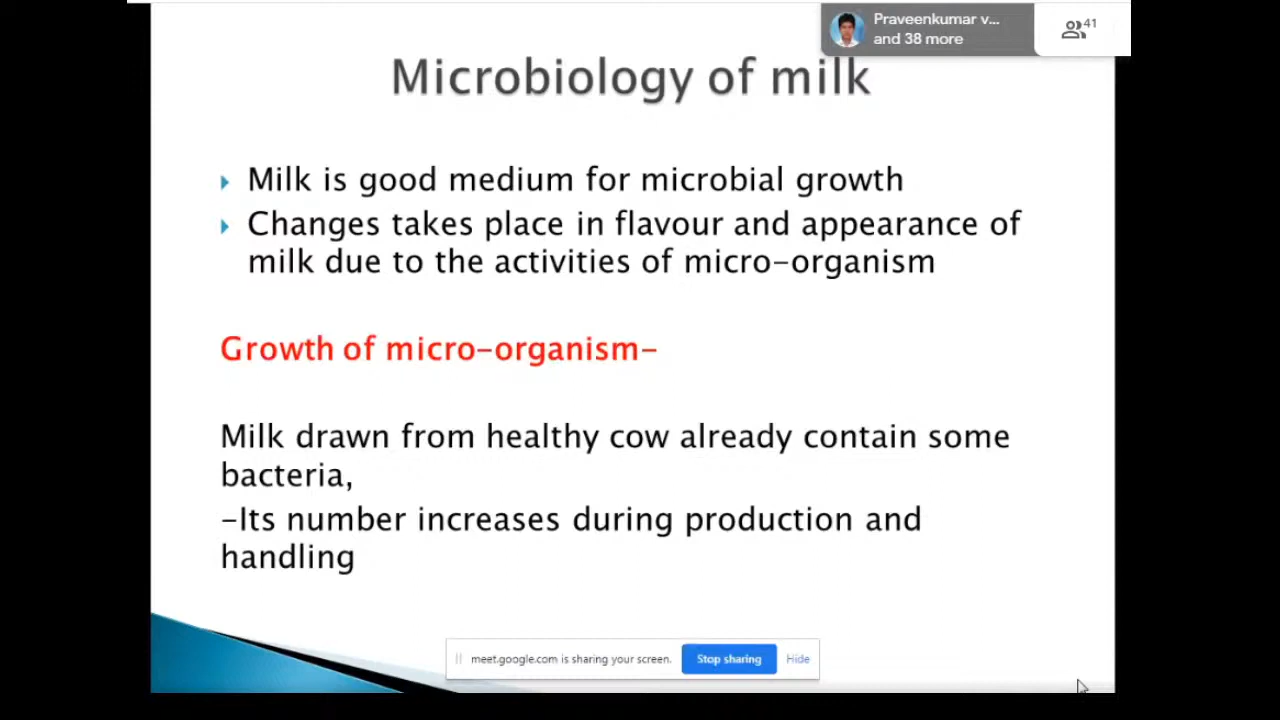 Praveenkumar v...
and 38 more
41
Microbiology of milk
Milk is good medium for microbial growth
Changes takes place in flavour and appearance of
milk due to the activities of micro-organism
Growth of micro-organism-
Milk drawn from healthy cow already contain some
bacteria,
-Its number increases during production and
handling
meet.google.com is sharing your screen.
Stop sharing
Hide